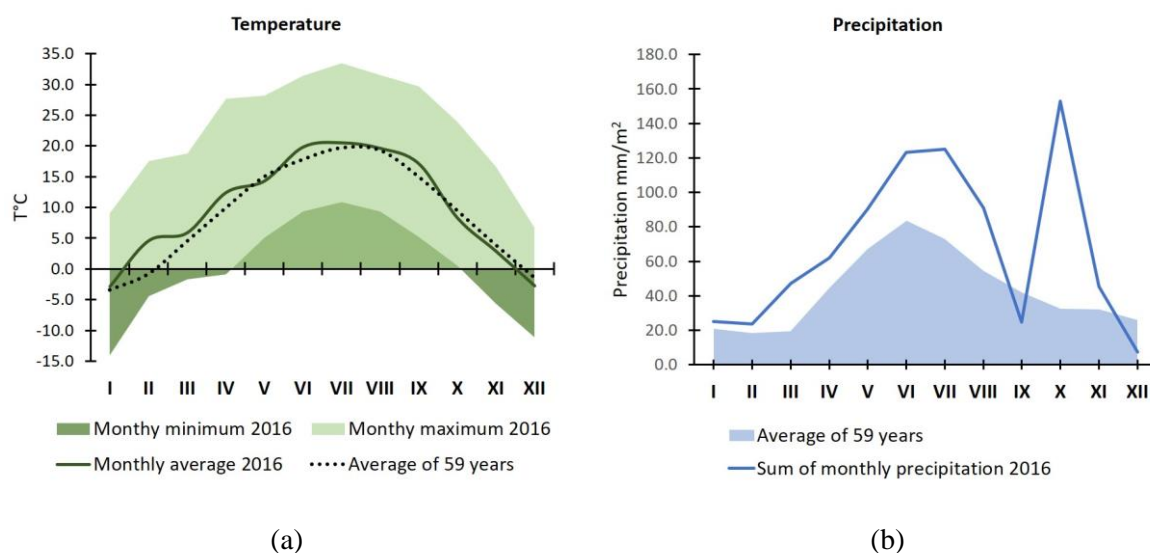 Temperature
T°C
35.0
30.0
25.0
20.0
15.0
10.0
5.0
0.0
-5.0
-10.0
-15.0
I II III IV V VI VII VIII IX X XI XII
Monthy minimum 2016 Monthy maximum 2016
Monthly average 2016 Average of 59 years
(a)
Precipitation
Precipitation mm/m²
180.0
160.0
140.0
120.0
100.0
80.0
60.0
40.0
20.0
0.0
I II III IV V VI VII VIII IX X XI XII
Average of 59 years
Sum of monthly precipitation 2016
(b)